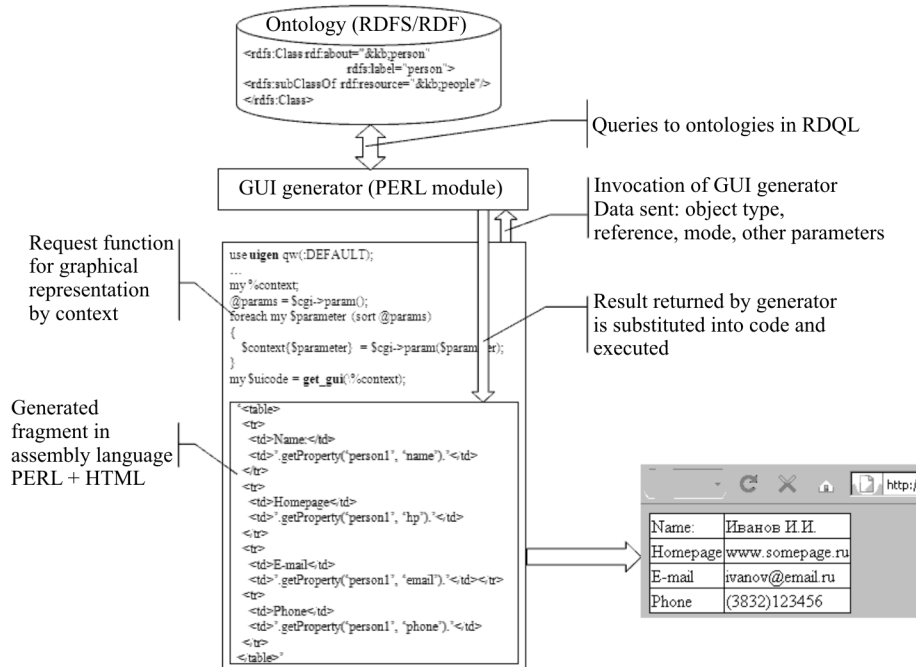 Ontology (RDFS/RDF)
<rdfs:Class rdf:about="&kb;person"
rdfs:label="person">
<rdfs:subClassOf rdf:resource="&kb;people"/>
</rdfs:Class>
Queries to ontologies in RDQL
GUI generator (PERL module)
Invocation of GUI generator
Data sent: object type,
reference, mode, other parameters
Request function
for graphical
representation
by context
use uigen qw(:DEFAULT);
...
my %context;
@params = $cgi->param();
foreach my $parameter (sort @params)
{
$context{$parameter} = $cgi->param($parameter);
}
my $uicode = get_gui(\%context);
Result returned by generator
is substituted into code and
executed
Generated
fragment in
assembly language
PERL + HTML
'<table>
<tr>
<td>Name:</td>
<td>'.getProperty('person1', 'name').'</td>
</tr>
<tr>
<td>Homepage</td>
<td>'.getProperty('person1', 'hp').'</td>
</tr>
<tr>
<td>E-mail</td>
<td>'.getProperty('person1', 'email').'</td></tr>
<tr>
<td>Phone</td>
<td>'.getProperty('person1', 'phone').'</td>
</tr>
</table>'
http:/
Name: Иванов И.И.
Homepage www.somepage.ru
E-mail ivanov@email.ru
Phone (3832)123456